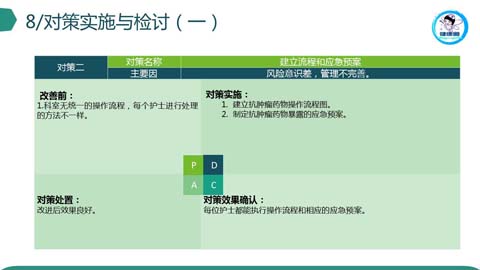 8/对策实施与检讨（一）
对策二
对策名称
建立流程和应急预案
主要因
风险意识差，管理不完善。
改善前：
1.科室无统一的操作流程，每个护士进行处理
的方法不一样。
对策实施：
1. 建立抗肿瘤药物操作流程图。
2. 制定抗肿瘤药物暴露的应急预案。
P D
A C
对策处置：
改进后效果良好。
对策效果确认：
每位护士都能执行操作流程和相应的应急预案。